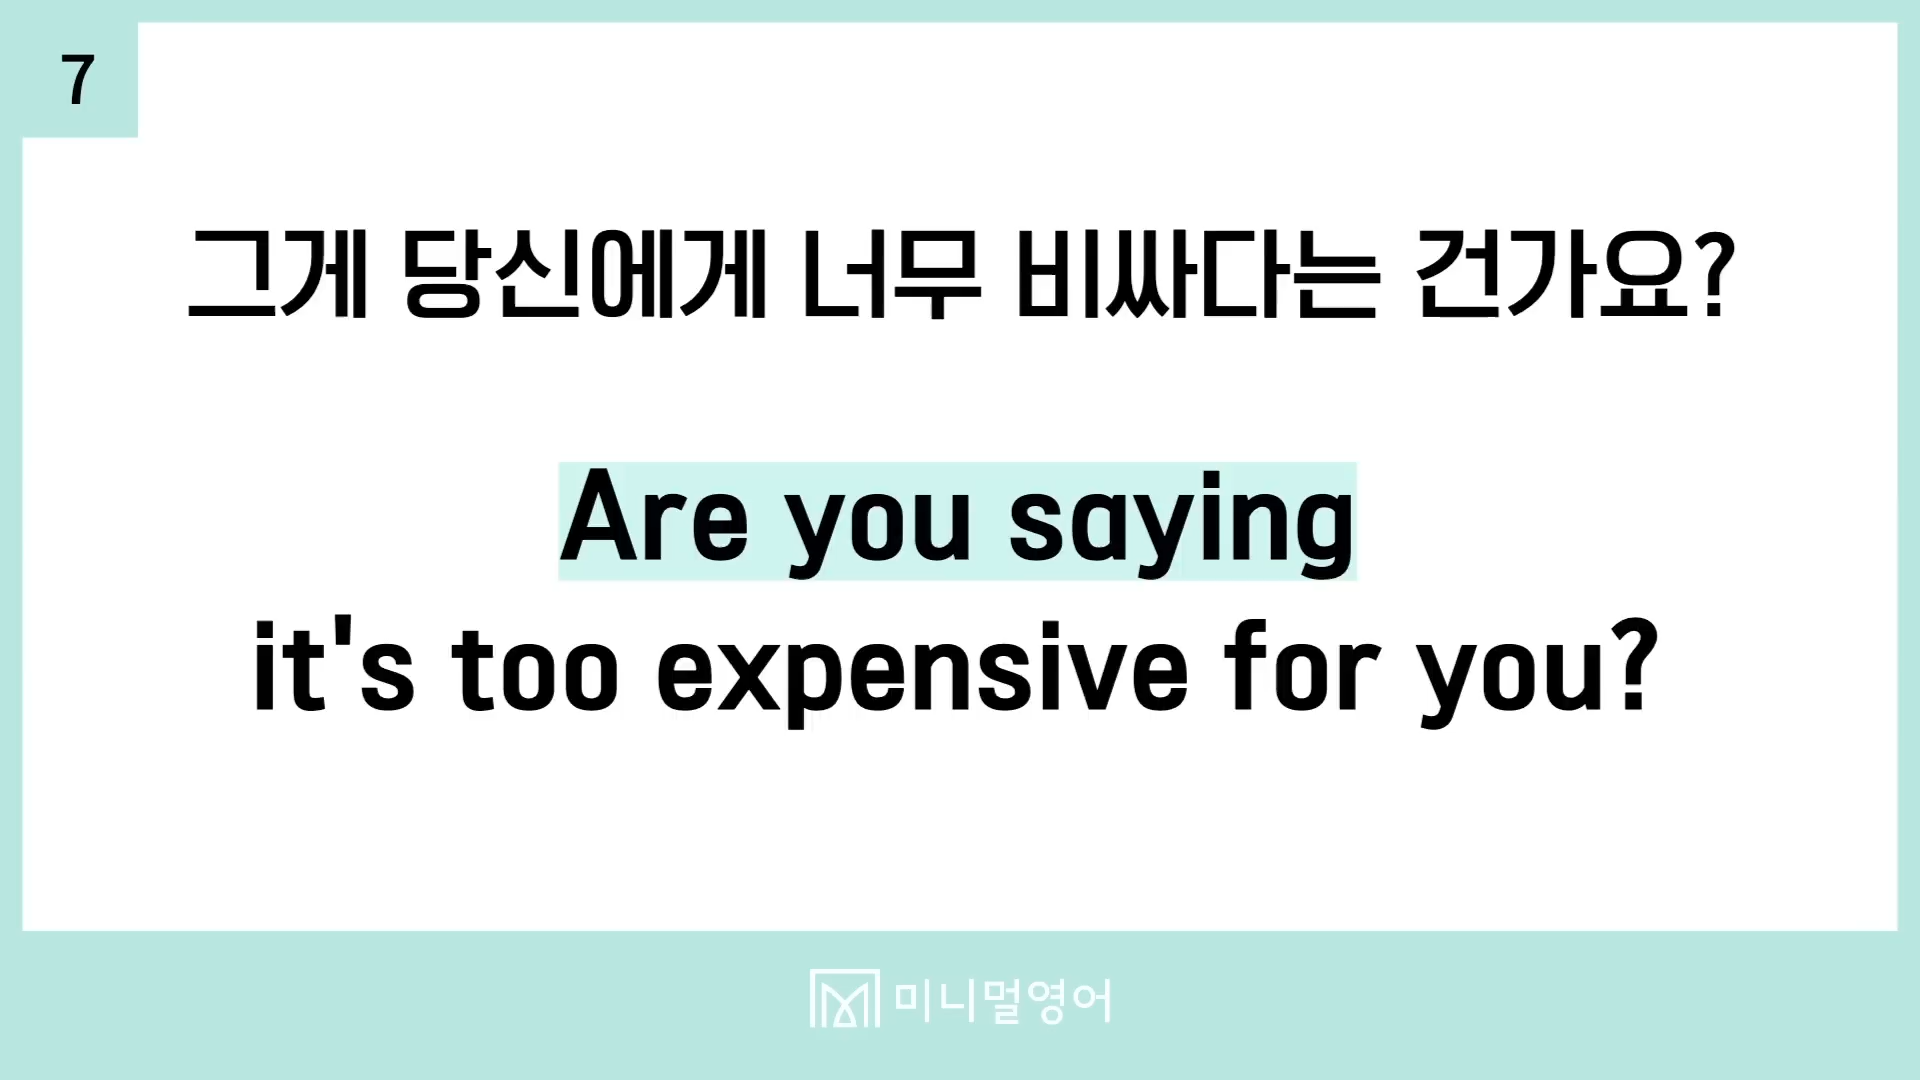 7
그게 당신에게 너무 비싸다는 건가요?
Are you saying
it's too expensive for you?
미니멀영어